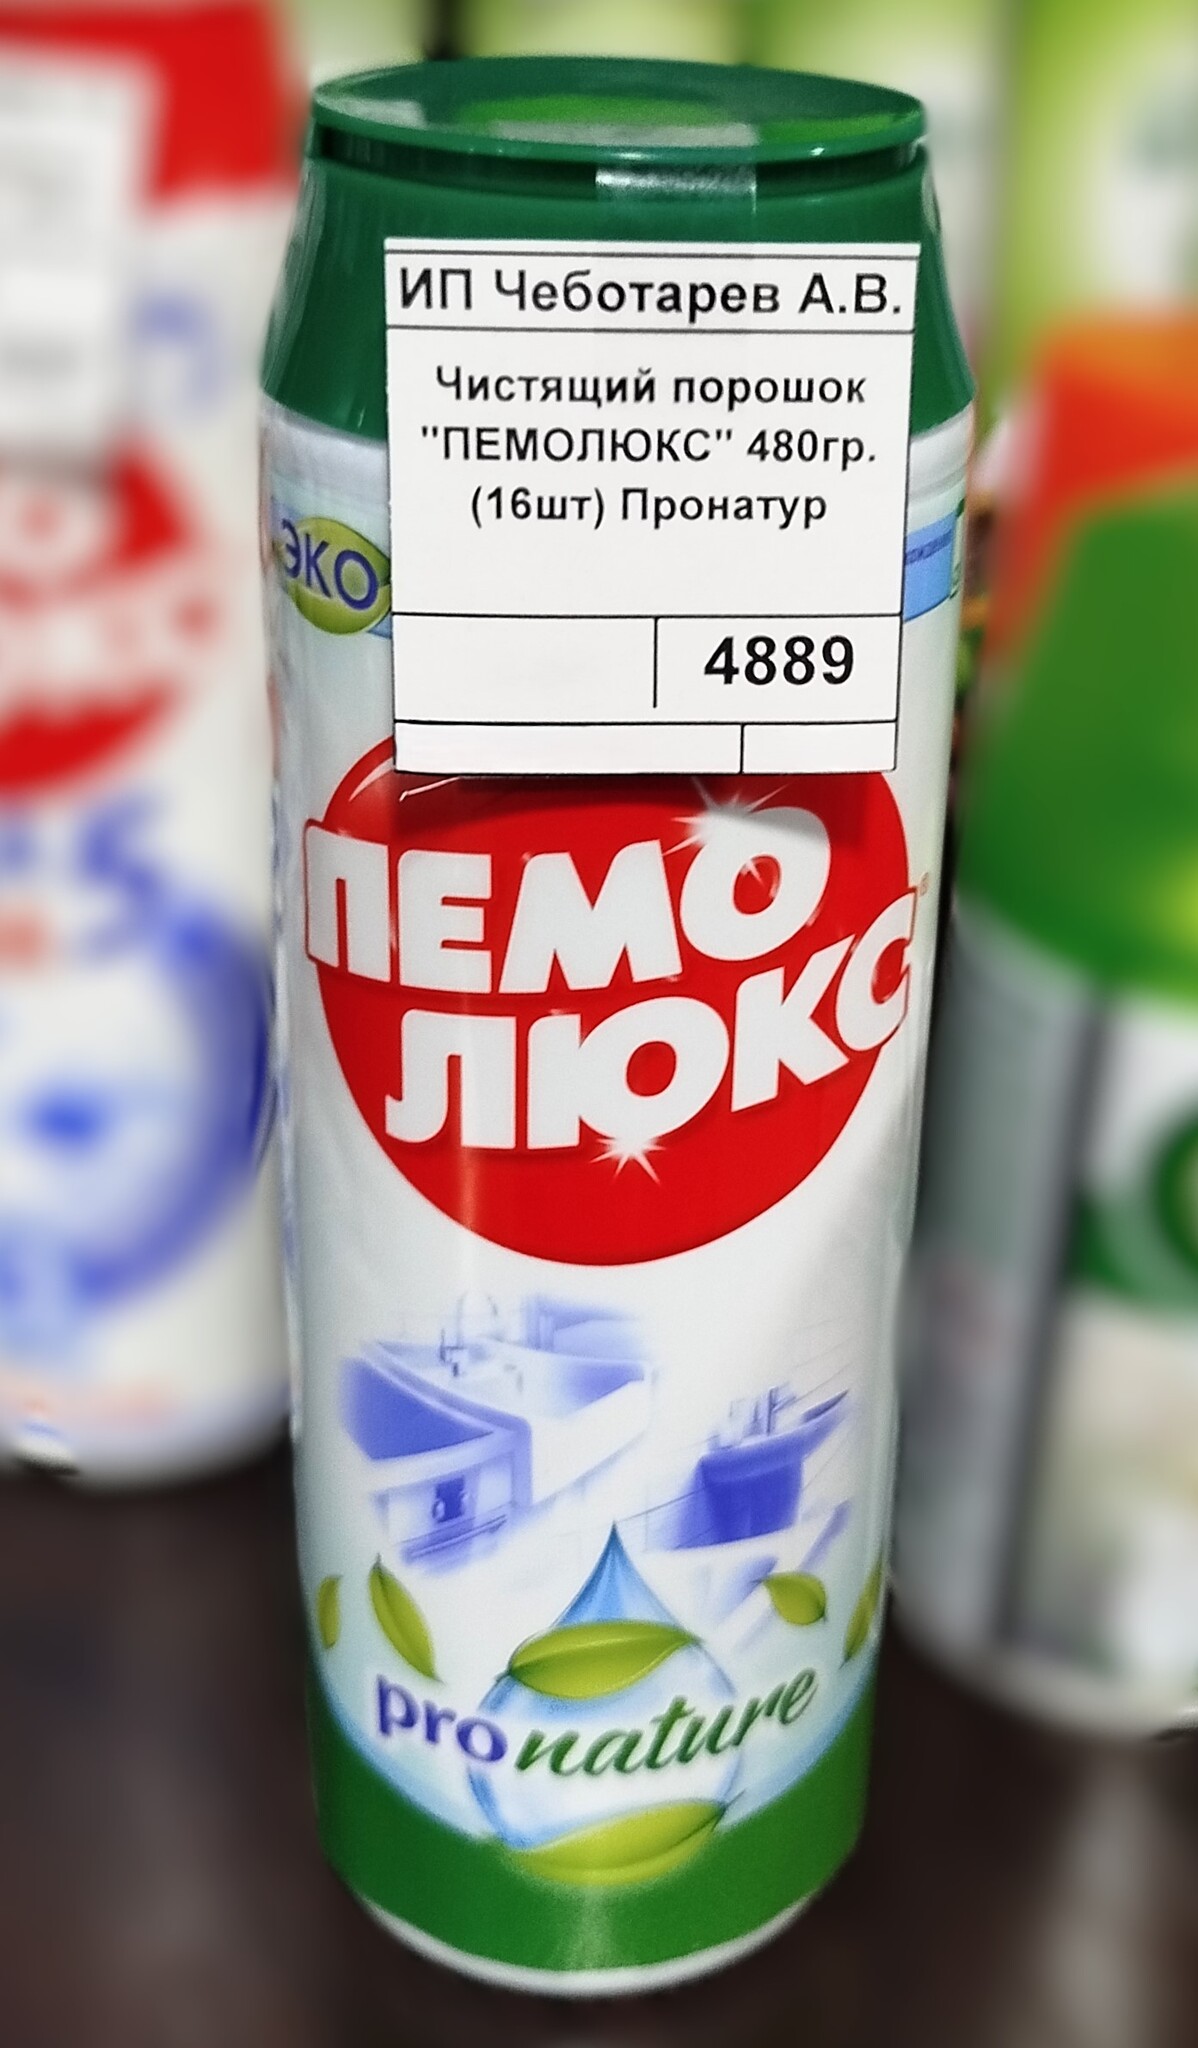 ИП Чеботарев А.В.
Чистящий порошок
"ПЕМОЛЮКС" 480гр.
(16шт) Пронатур
4889
ЭКО
ПЕМО
ЛЮКС
pronature